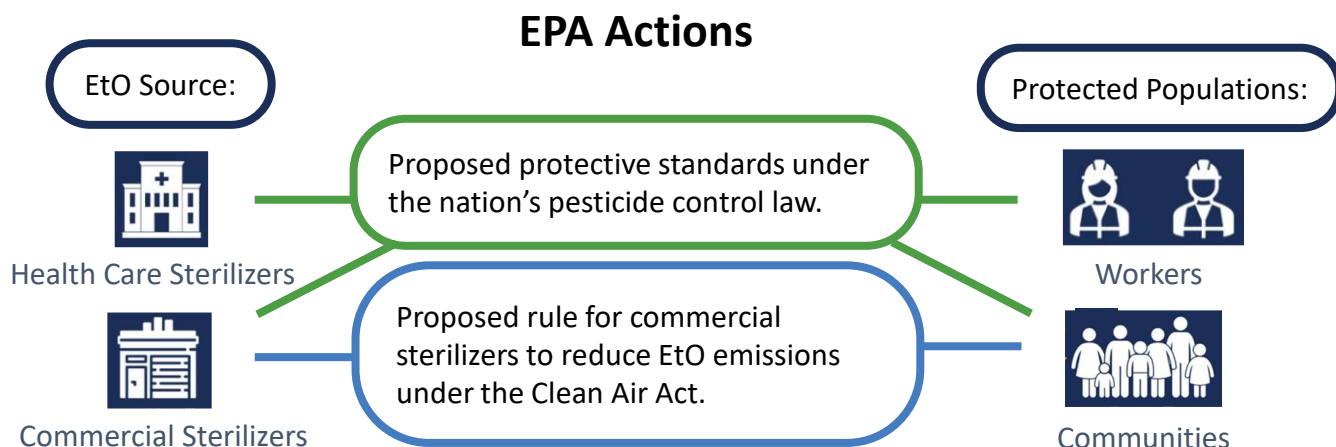 EPA Actions
EtO Source:
Protected Populations:
Proposed protective standards under
the nation’s pesticide control law.
Health Care Sterilizers
Workers
Proposed rule for commercial
sterilizers to reduce EtO emissions
under the Clean Air Act.
Commercial Sterilizers
Communities